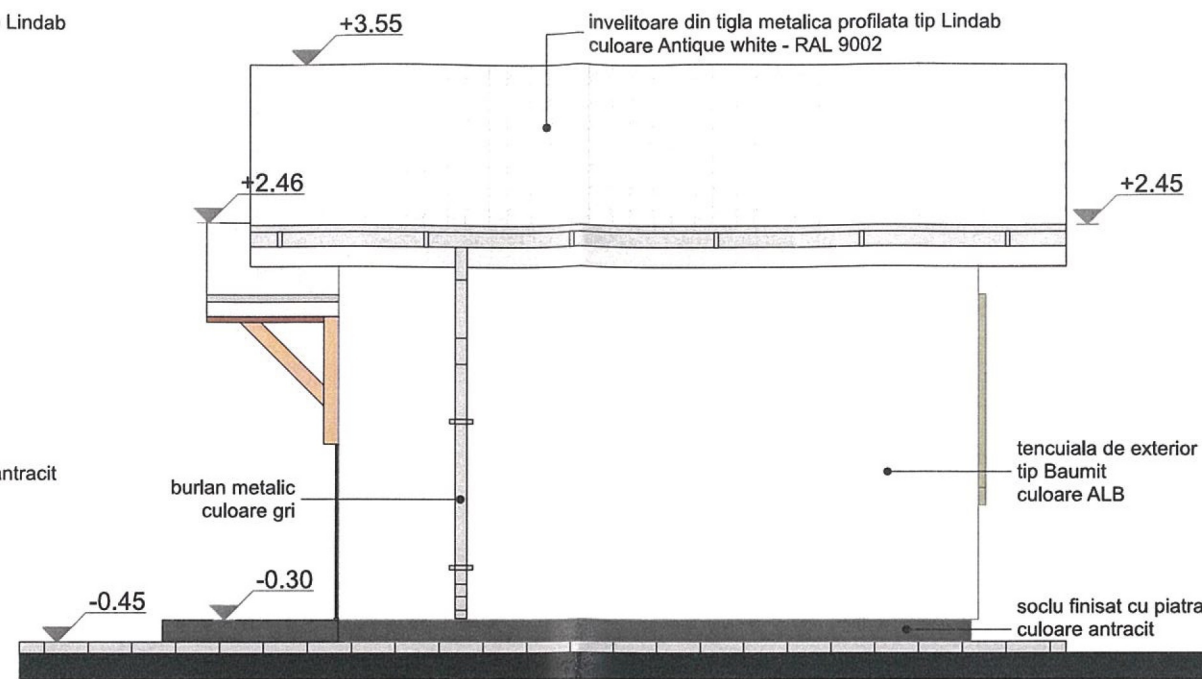 Lindab
+3.55
invelitoare din tigla metalica profilata tip Lindab
culoare Antique white - RAL 9002
+2.46
+2.45
antracit
burlan metalic
culoare gri
tencuiala de exterior
tip Baumit
culoare ALB
-0.30
-0.45
soclu finisat cu piatra
culoare antracit